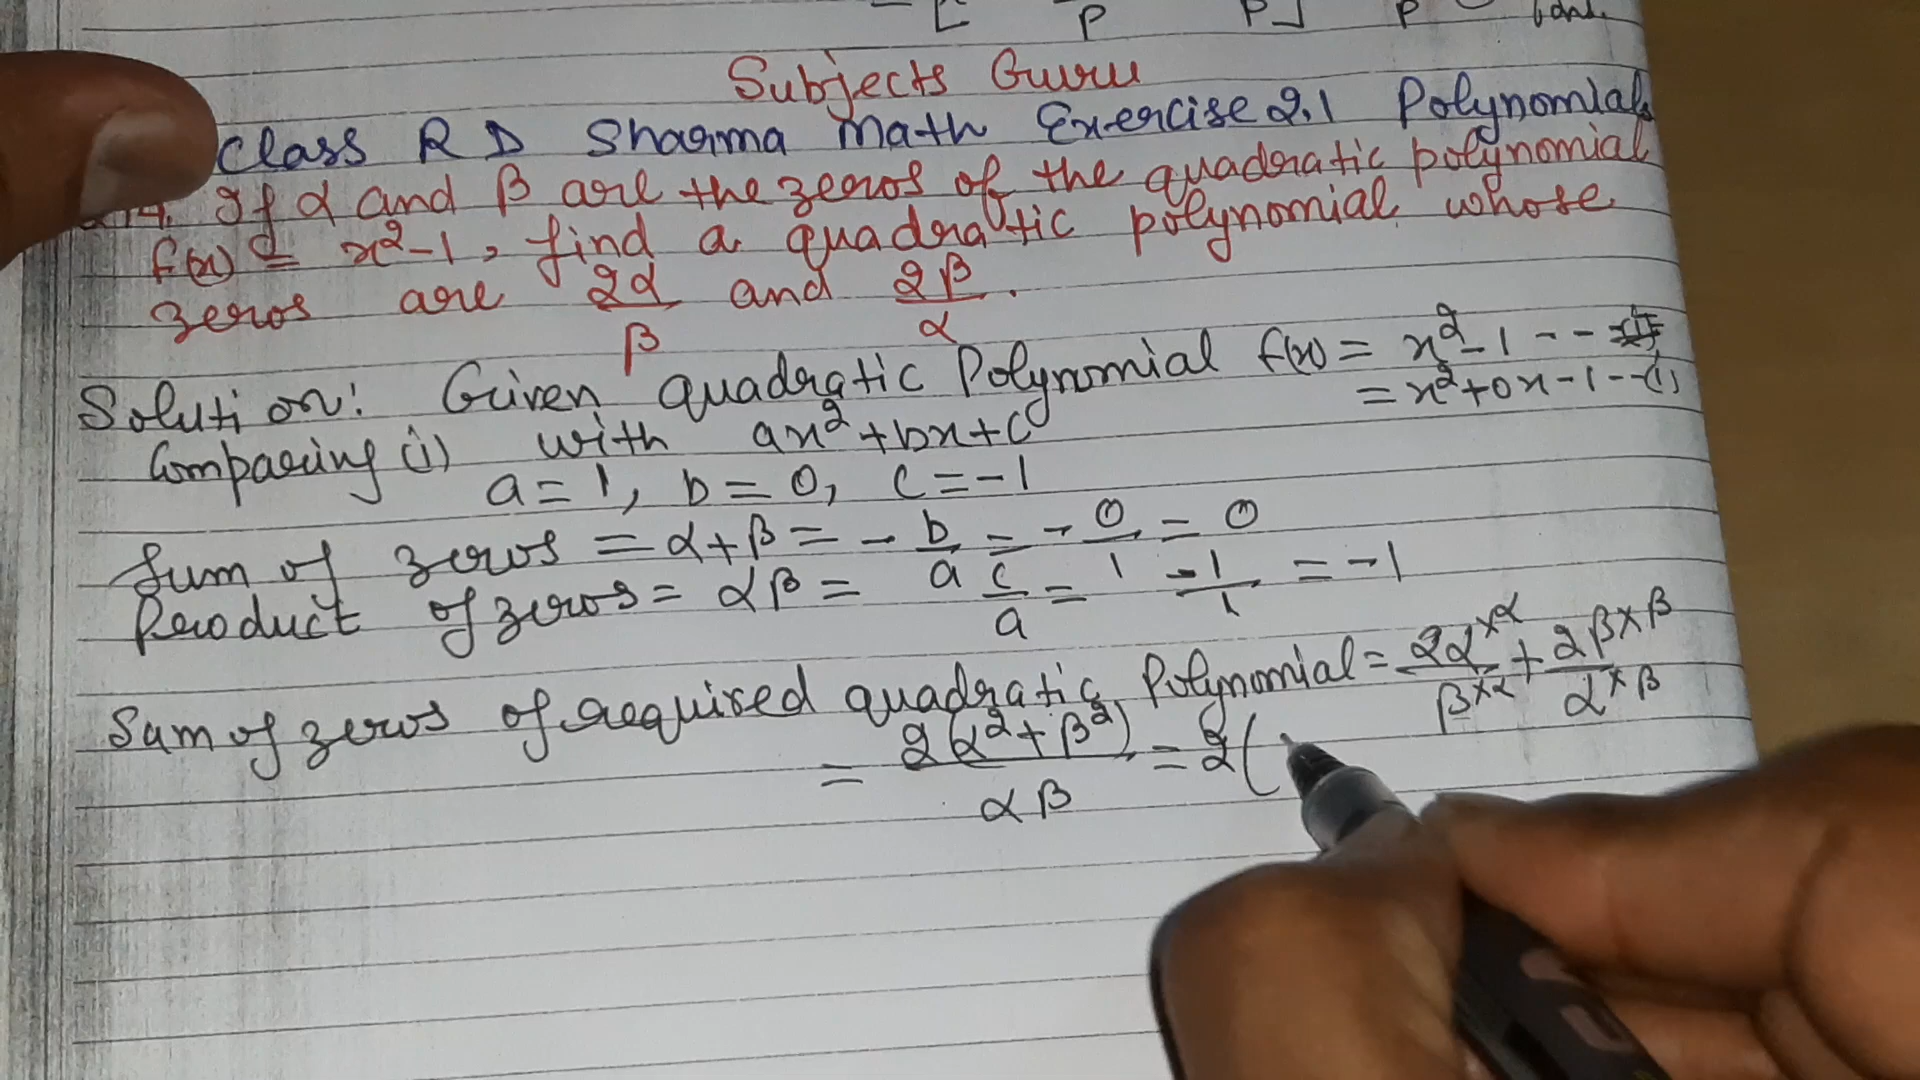 [ P P ] P
Subjects Guru
Class R D Sharma Math Exercise 2.1 Polynomials
14. If α and β are the zeros of the quadratic polynomial
f(x) = x²-1, find a quadratic polynomial whose
zeros are 2α/β and 2β/α.
Solution: Given quadratic Polynomial f(x) = x²-1 --
= x²+0x-1--(i)
Comparing (i) with ax²+bx+c
a=1, b=0, c=-1
Sum of zeros = α+β = -b/a = -0/1 = 0
Product of zeros = αβ = c/a = -1/1 = -1
Sum of zeros of required quadratic Polynomial = 2α×α/β×α + 2β×β/α×β
= 2(α²+β²)/αβ = 2(